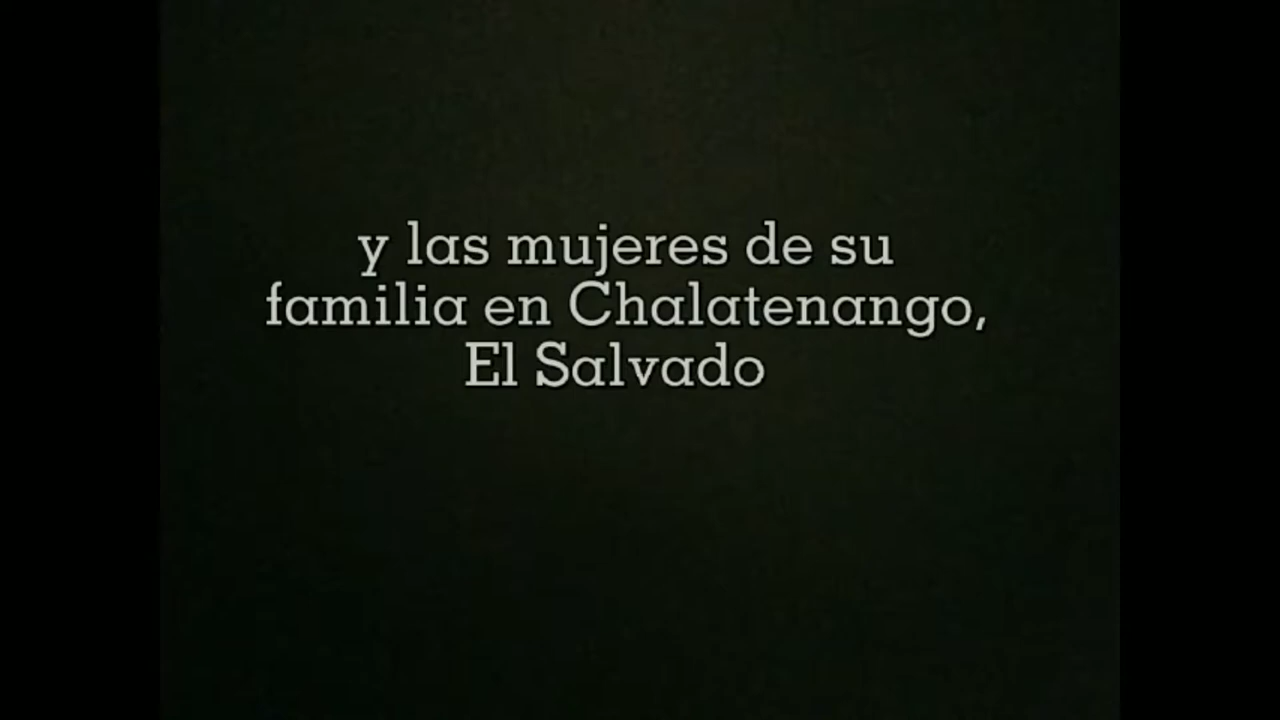 y las mujeres de su
familia en Chalatenango,
El Salvado